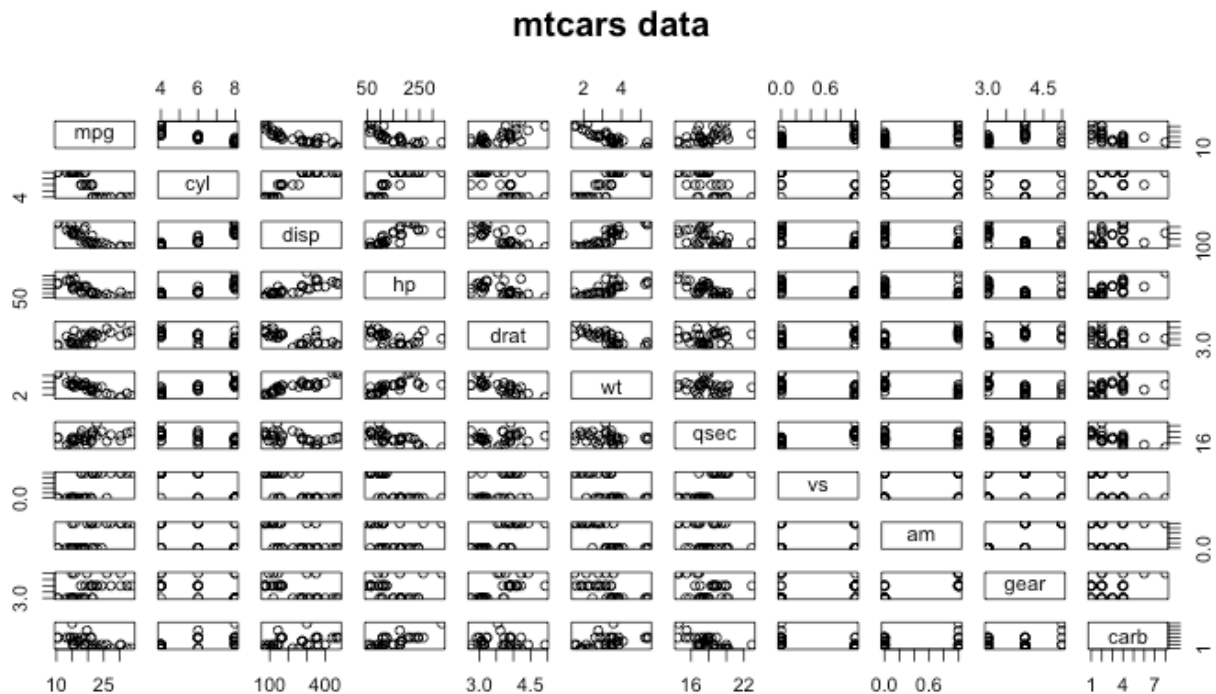 mtcars data
4 6 8 50 250 2 4 0.0 0.6 3.0 4.5
mpg 10
4 cyl
disp 100
50 hp
drat 3.0
2 wt
qsec 16
0.0 vs
am 0.0
3.0 gear
carb 1
10 25 100 400 3.0 4.5 16 22 0.0 0.6 1 4 7